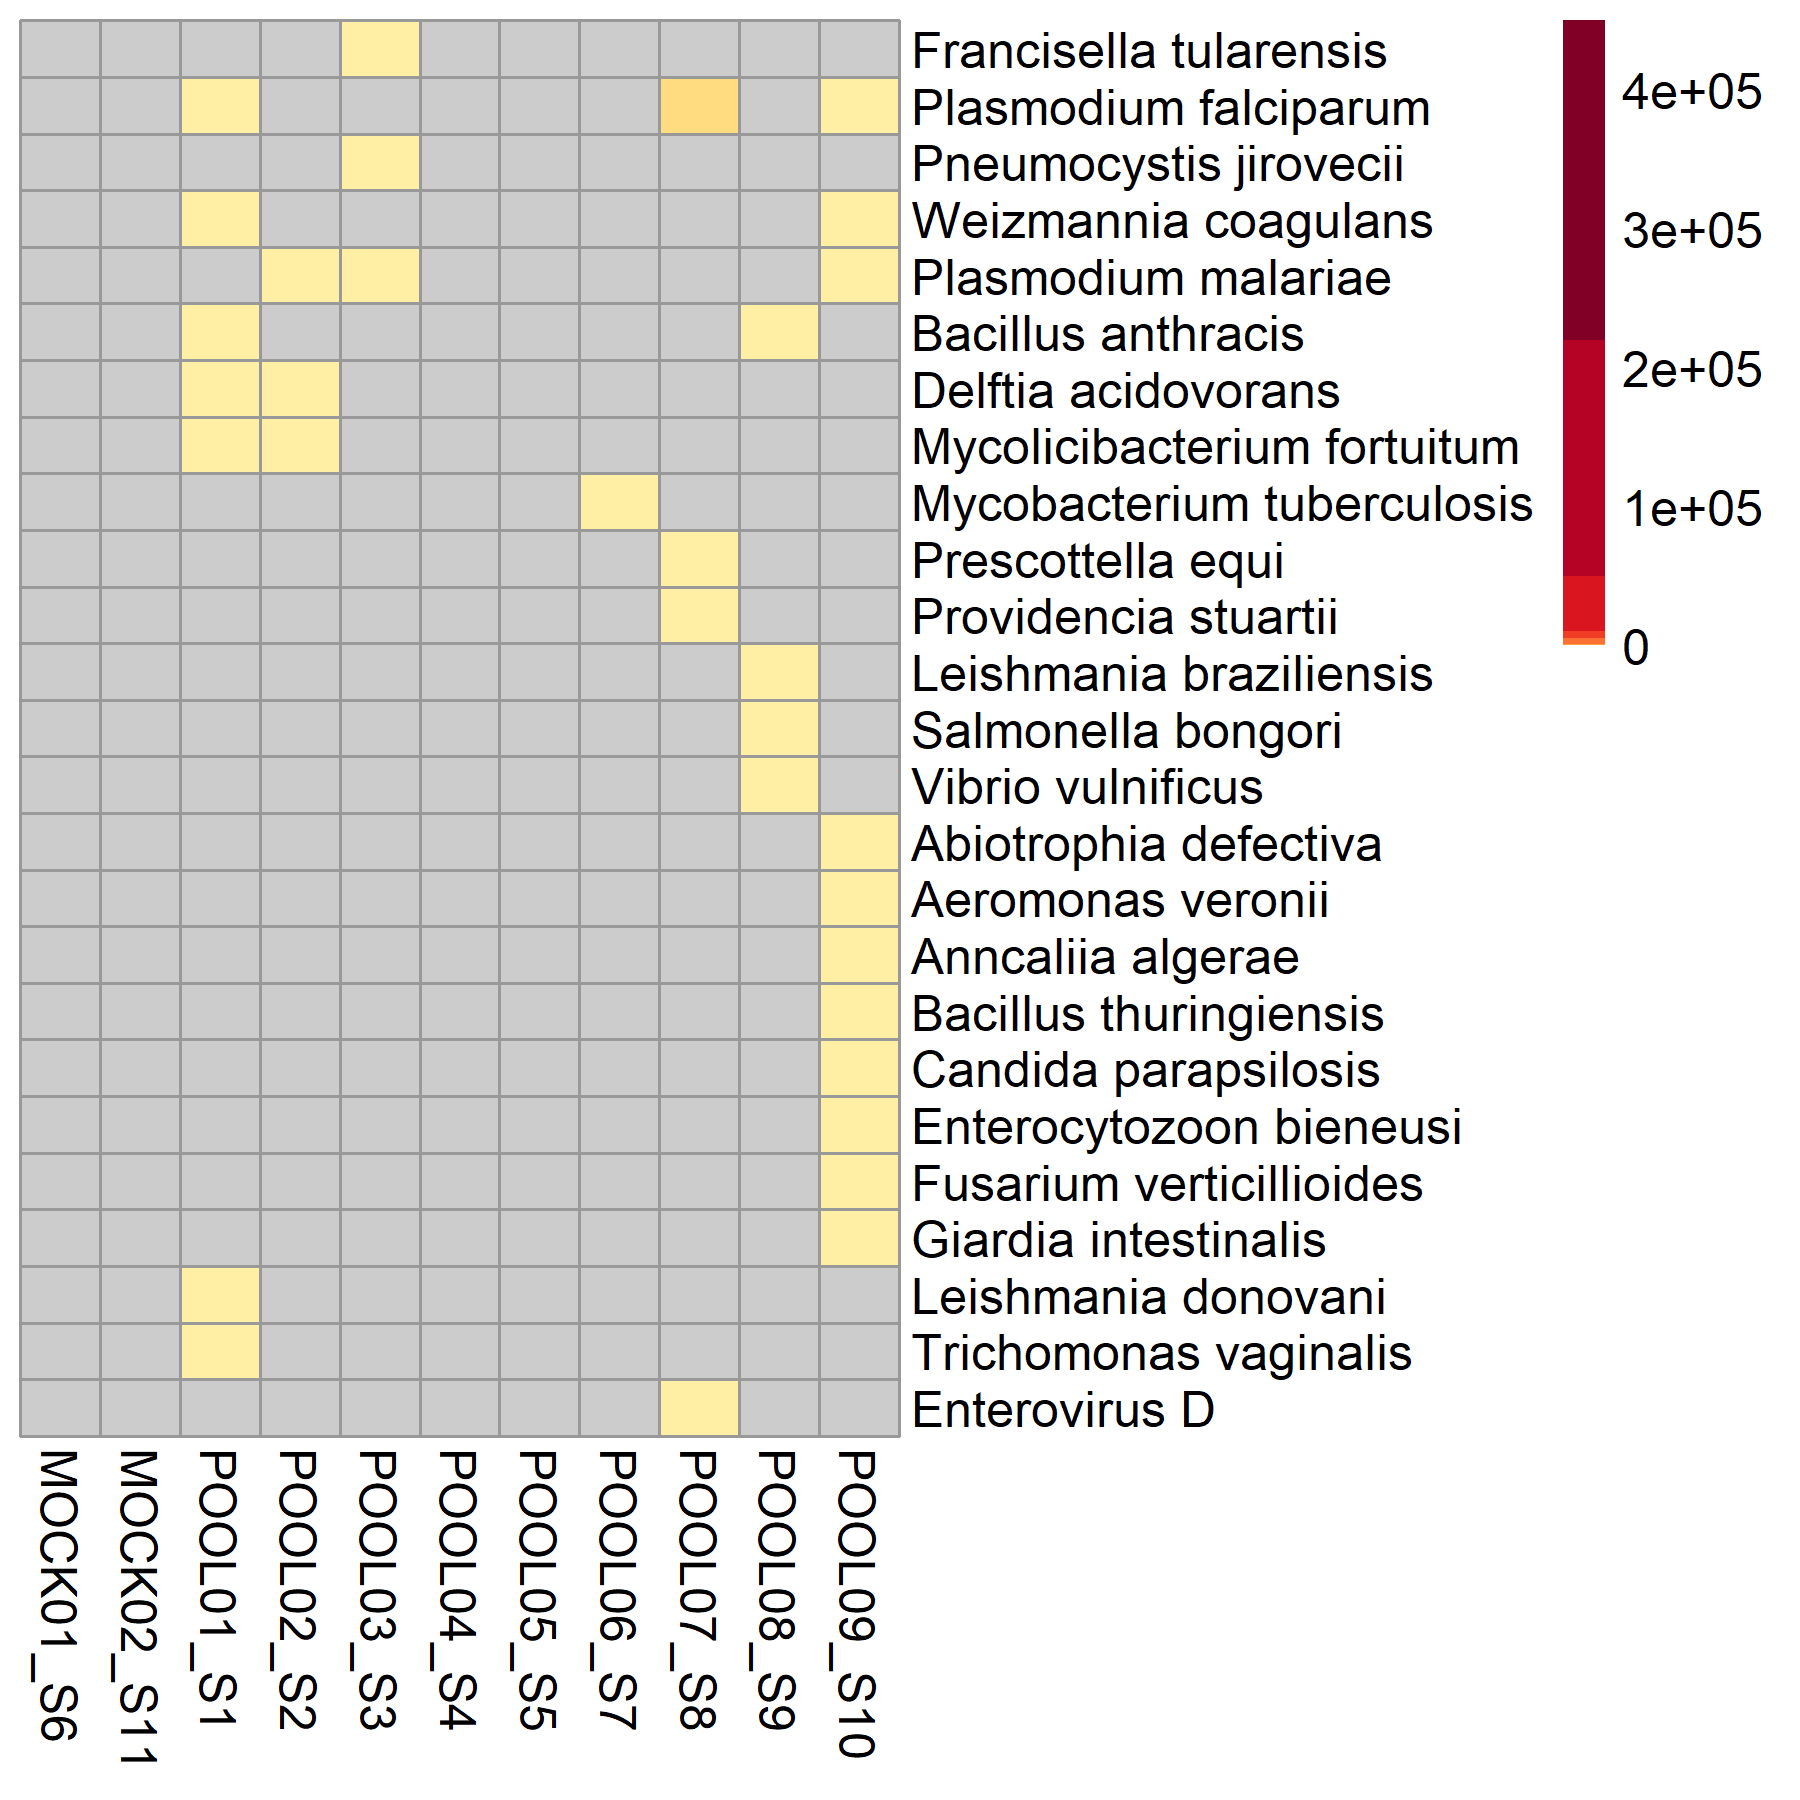 Francisella tularensis
Plasmodium falciparum
Pneumocystis jirovecii
Weizmannia coagulans
Plasmodium malariae
Bacillus anthracis
Delftia acidovorans
Mycolicibacterium fortuitum
Mycobacterium tuberculosis
Prescottella equi
Providencia stuartii
Leishmania braziliensis
Salmonella bongori
Vibrio vulnificus
Abiotrophia defectiva
Aeromonas veronii
Anncaliia algerae
Bacillus thuringiensis
Candida parapsilosis
Enterocytozoon bieneusi
Fusarium verticillioides
Giardia intestinalis
Leishmania donovani
Trichomonas vaginalis
Enterovirus D
4e+05
3e+05
2e+05
1e+05
0
MOCK01_S6
MOCK02_S11
POOL01_S1
POOL02_S2
POOL03_S3
POOL04_S4
POOL05_S5
POOL06_S7
POOL07_S8
POOL08_S9
POOL09_S10